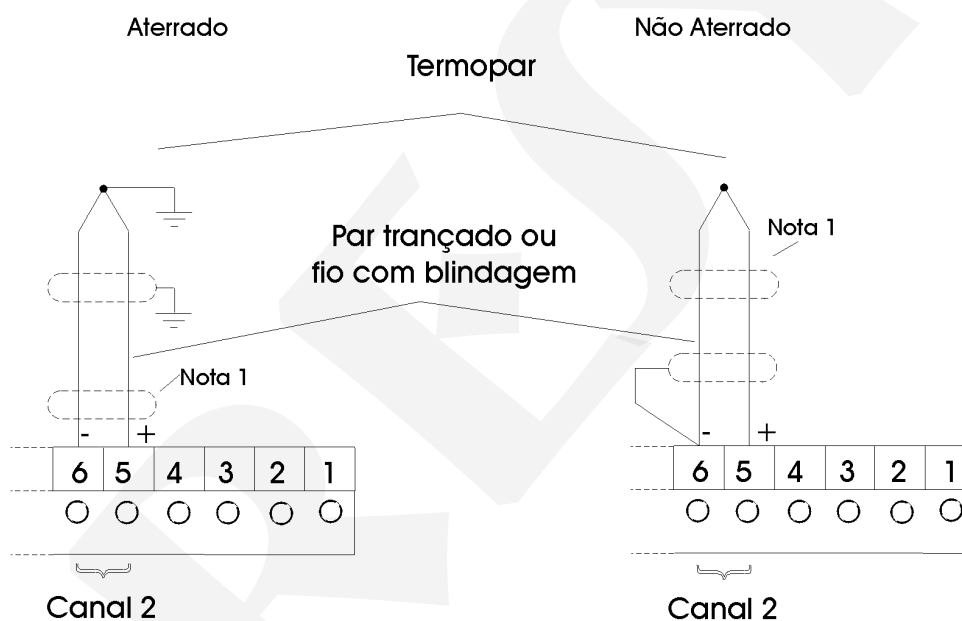 Aterrado
Não Aterrado
Termopar
Par trançado ou
fio com blindagem
Nota 1
Nota 1
- +
- +
6 5 4 3 2 1
6 5 4 3 2 1
Canal 2
Canal 2